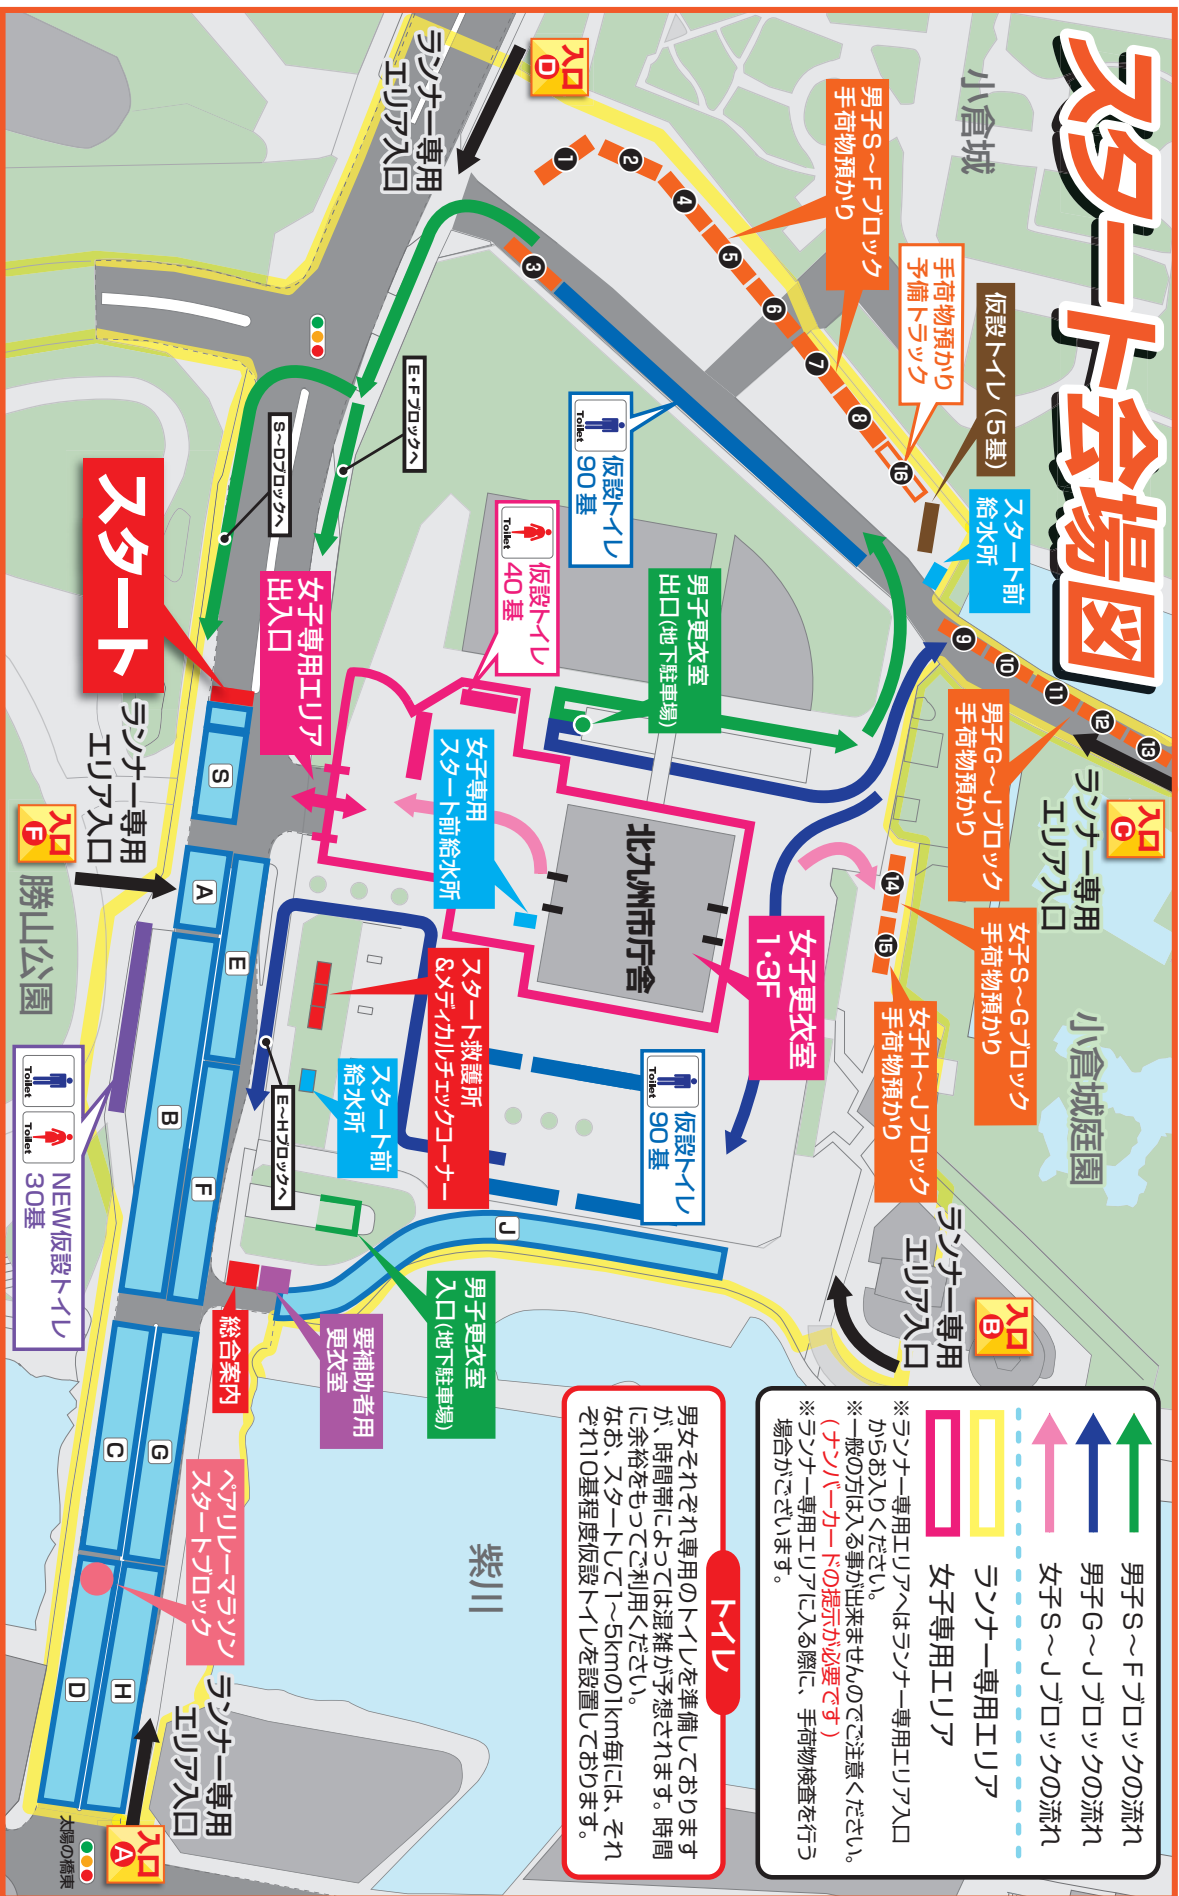 スタート会場図
小倉城
入口D
ランナー専用
エリア入口
男子S～Fブロック
手荷物預かり
手荷物預かり
予備トラック
仮設トイレ（5基）
スタート前
給水所
1
2
4
5
6
7
8
16
3
9
10
11
12
13
男子G～Jブロック
手荷物預かり
入口C
ランナー専用
エリア入口
女子S～Gブロック
手荷物預かり
14
15
女子H～Jブロック
手荷物預かり
小倉城庭園
入口B
ランナー専用
エリア入口
Toilet
仮設トイレ
90基
E・Fブロックへ
S～Dブロックへ
Toilet
仮設トイレ
40基
男子更衣室
出口(地下駐車場)
女子専用エリア
出入口
女子専用
スタート前給水所
北九州市庁舎
女子更衣室
1・3F
スタート救護所
&メディカルチェックコーナー
スタート前
給水所
Toilet
仮設トイレ
90基
E～Hブロックへ
男子更衣室
入口(地下駐車場)
要補助者用
更衣室
総合案内
スタート
S
A
E
B
F
J
C
G
D
H
ランナー専用
エリア入口
入口F
勝山公園
Toilet
Toilet
NEW仮設トイレ
30基
ペアリレーマラソン
スタートブロック
紫川
ランナー専用
エリア入口
入口A
太陽の橋東
男子S～Fブロックの流れ
男子G～Jブロックの流れ
女子S～Jブロックの流れ
ランナー専用エリア
女子専用エリア
※ランナー専用エリアへはランナー専用エリア入口
からお入りください。
※一般の方は入る事が出来ませんのでご注意ください。
（ナンバーカードの提示が必要です）
※ランナー専用エリアに入る際に、手荷物検査を行う
場合がございます。
トイレ
男女それぞれ専用のトイレを準備しております
が、時間帯によっては混雑が予想されます。時間
に余裕をもってご利用ください。
なお、スタートして1～5kmの1km毎には、それ
ぞれ10基程度仮設トイレを設置しております。